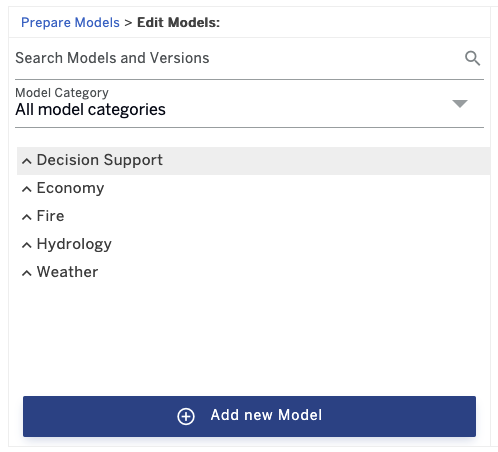 Prepare Models > Edit Models:
Search Models and Versions
Model Category
All model categories
Decision Support
Economy
Fire
Hydrology
Weather
Add new Model